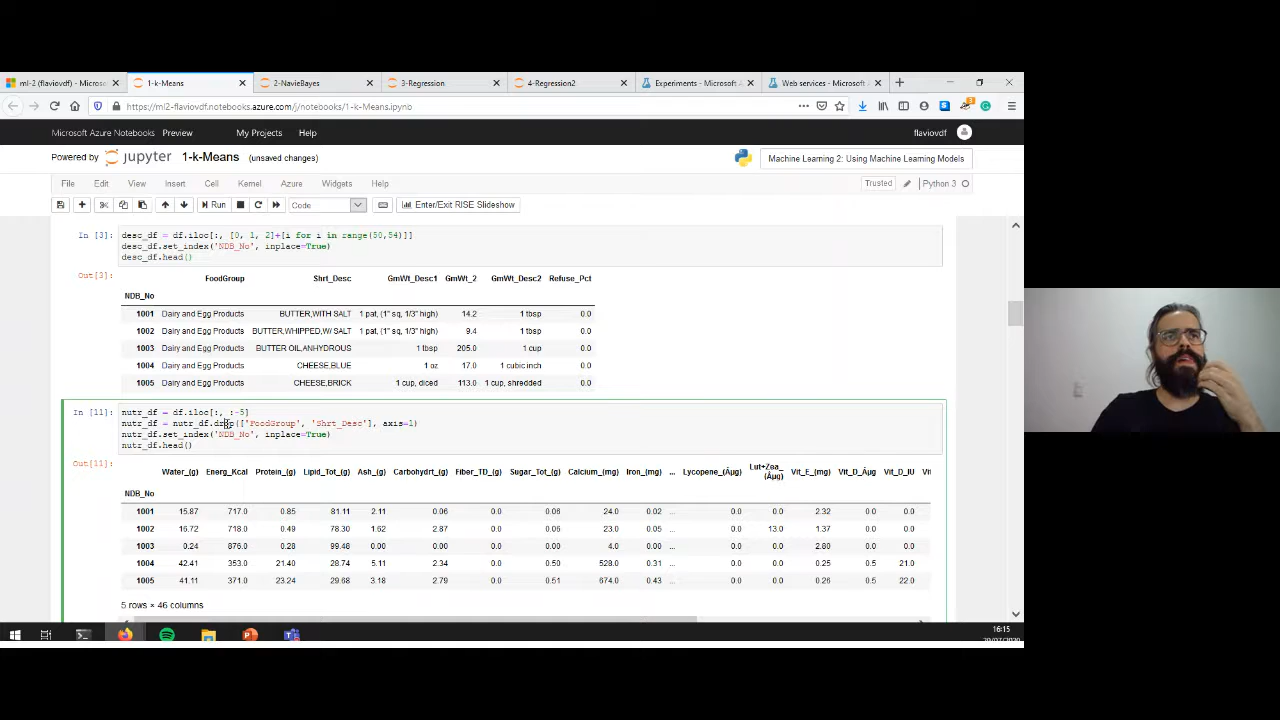 ml-2 (flaviovdf) - Microso
1-k-Means
2-NavieBayes
3-Regression
4-Regression2
Experiments - Microsoft A
Web services - Microsoft
https://ml2-flaviovdf.notebooks.azure.com/j/notebooks/1-k-Means.ipynb
Microsoft Azure Notebooks Preview My Projects Help flaviovdf
Powered by jupyter 1-k-Means (unsaved changes) Machine Learning 2: Using Machine Learning Models
File Edit View Insert Cell Kernel Azure Widgets Help Trusted Python 3
Run Code Enter/Exit RISE Slideshow
In [3]: desc_df = df.iloc[:, [0, 1, 2]+[i for i in range(50,54)]]
desc_df.set_index('NDB_No', inplace=True)
desc_df.head()
Out[3]:
FoodGroup Shrt_Desc GmWt_Desc1 GmWt_2 GmWt_Desc2 Refuse_Pct
NDB_No
1001 Dairy and Egg Products BUTTER,WITH SALT 1 pat, (1" sq, 1/3" high) 14.2 1 tbsp 0.0
1002 Dairy and Egg Products BUTTER,WHIPPED,W/ SALT 1 pat, (1" sq, 1/3" high) 9.4 1 tbsp 0.0
1003 Dairy and Egg Products BUTTER OIL,ANHYDROUS 1 tbsp 205.0 1 cup 0.0
1004 Dairy and Egg Products CHEESE,BLUE 1 oz 17.0 1 cubic inch 0.0
1005 Dairy and Egg Products CHEESE,BRICK 1 cup, diced 113.0 1 cup, shredded 0.0
In [11]: nutr_df = df.iloc[:, :-5]
nutr_df = nutr_df.drop(['FoodGroup', 'Shrt_Desc'], axis=1)
nutr_df.set_index('NDB_No', inplace=True)
nutr_df.head()
Out[11]:
Water_(g) Energ_Kcal Protein_(g) Lipid_Tot_(g) Ash_(g) Carbohydrt_(g) Fiber_TD_(g) Sugar_Tot_(g) Calcium_(mg) Iron_(mg) ... Lycopene_(Âµg) Lut+Zea_(Âµg) Vit_E_(mg) Vit_D_Âµg Vit_D_IU Vit
NDB_No
1001 15.87 717.0 0.85 81.11 2.11 0.06 0.0 0.06 24.0 0.02 ... 0.0 0.0 2.32 0.0 0.0
1002 16.72 718.0 0.49 78.30 1.62 2.87 0.0 0.06 23.0 0.05 ... 0.0 13.0 1.37 0.0 0.0
1003 0.24 876.0 0.28 99.48 0.00 0.00 0.0 0.00 4.0 0.00 ... 0.0 0.0 2.80 0.0 0.0
1004 42.41 353.0 21.40 28.74 5.11 2.34 0.0 0.50 528.0 0.31 ... 0.0 0.0 0.25 0.5 21.0
1005 41.11 371.0 23.24 29.68 3.18 2.79 0.0 0.51 674.0 0.43 ... 0.0 0.0 0.26 0.5 22.0
5 rows × 46 columns
16:15